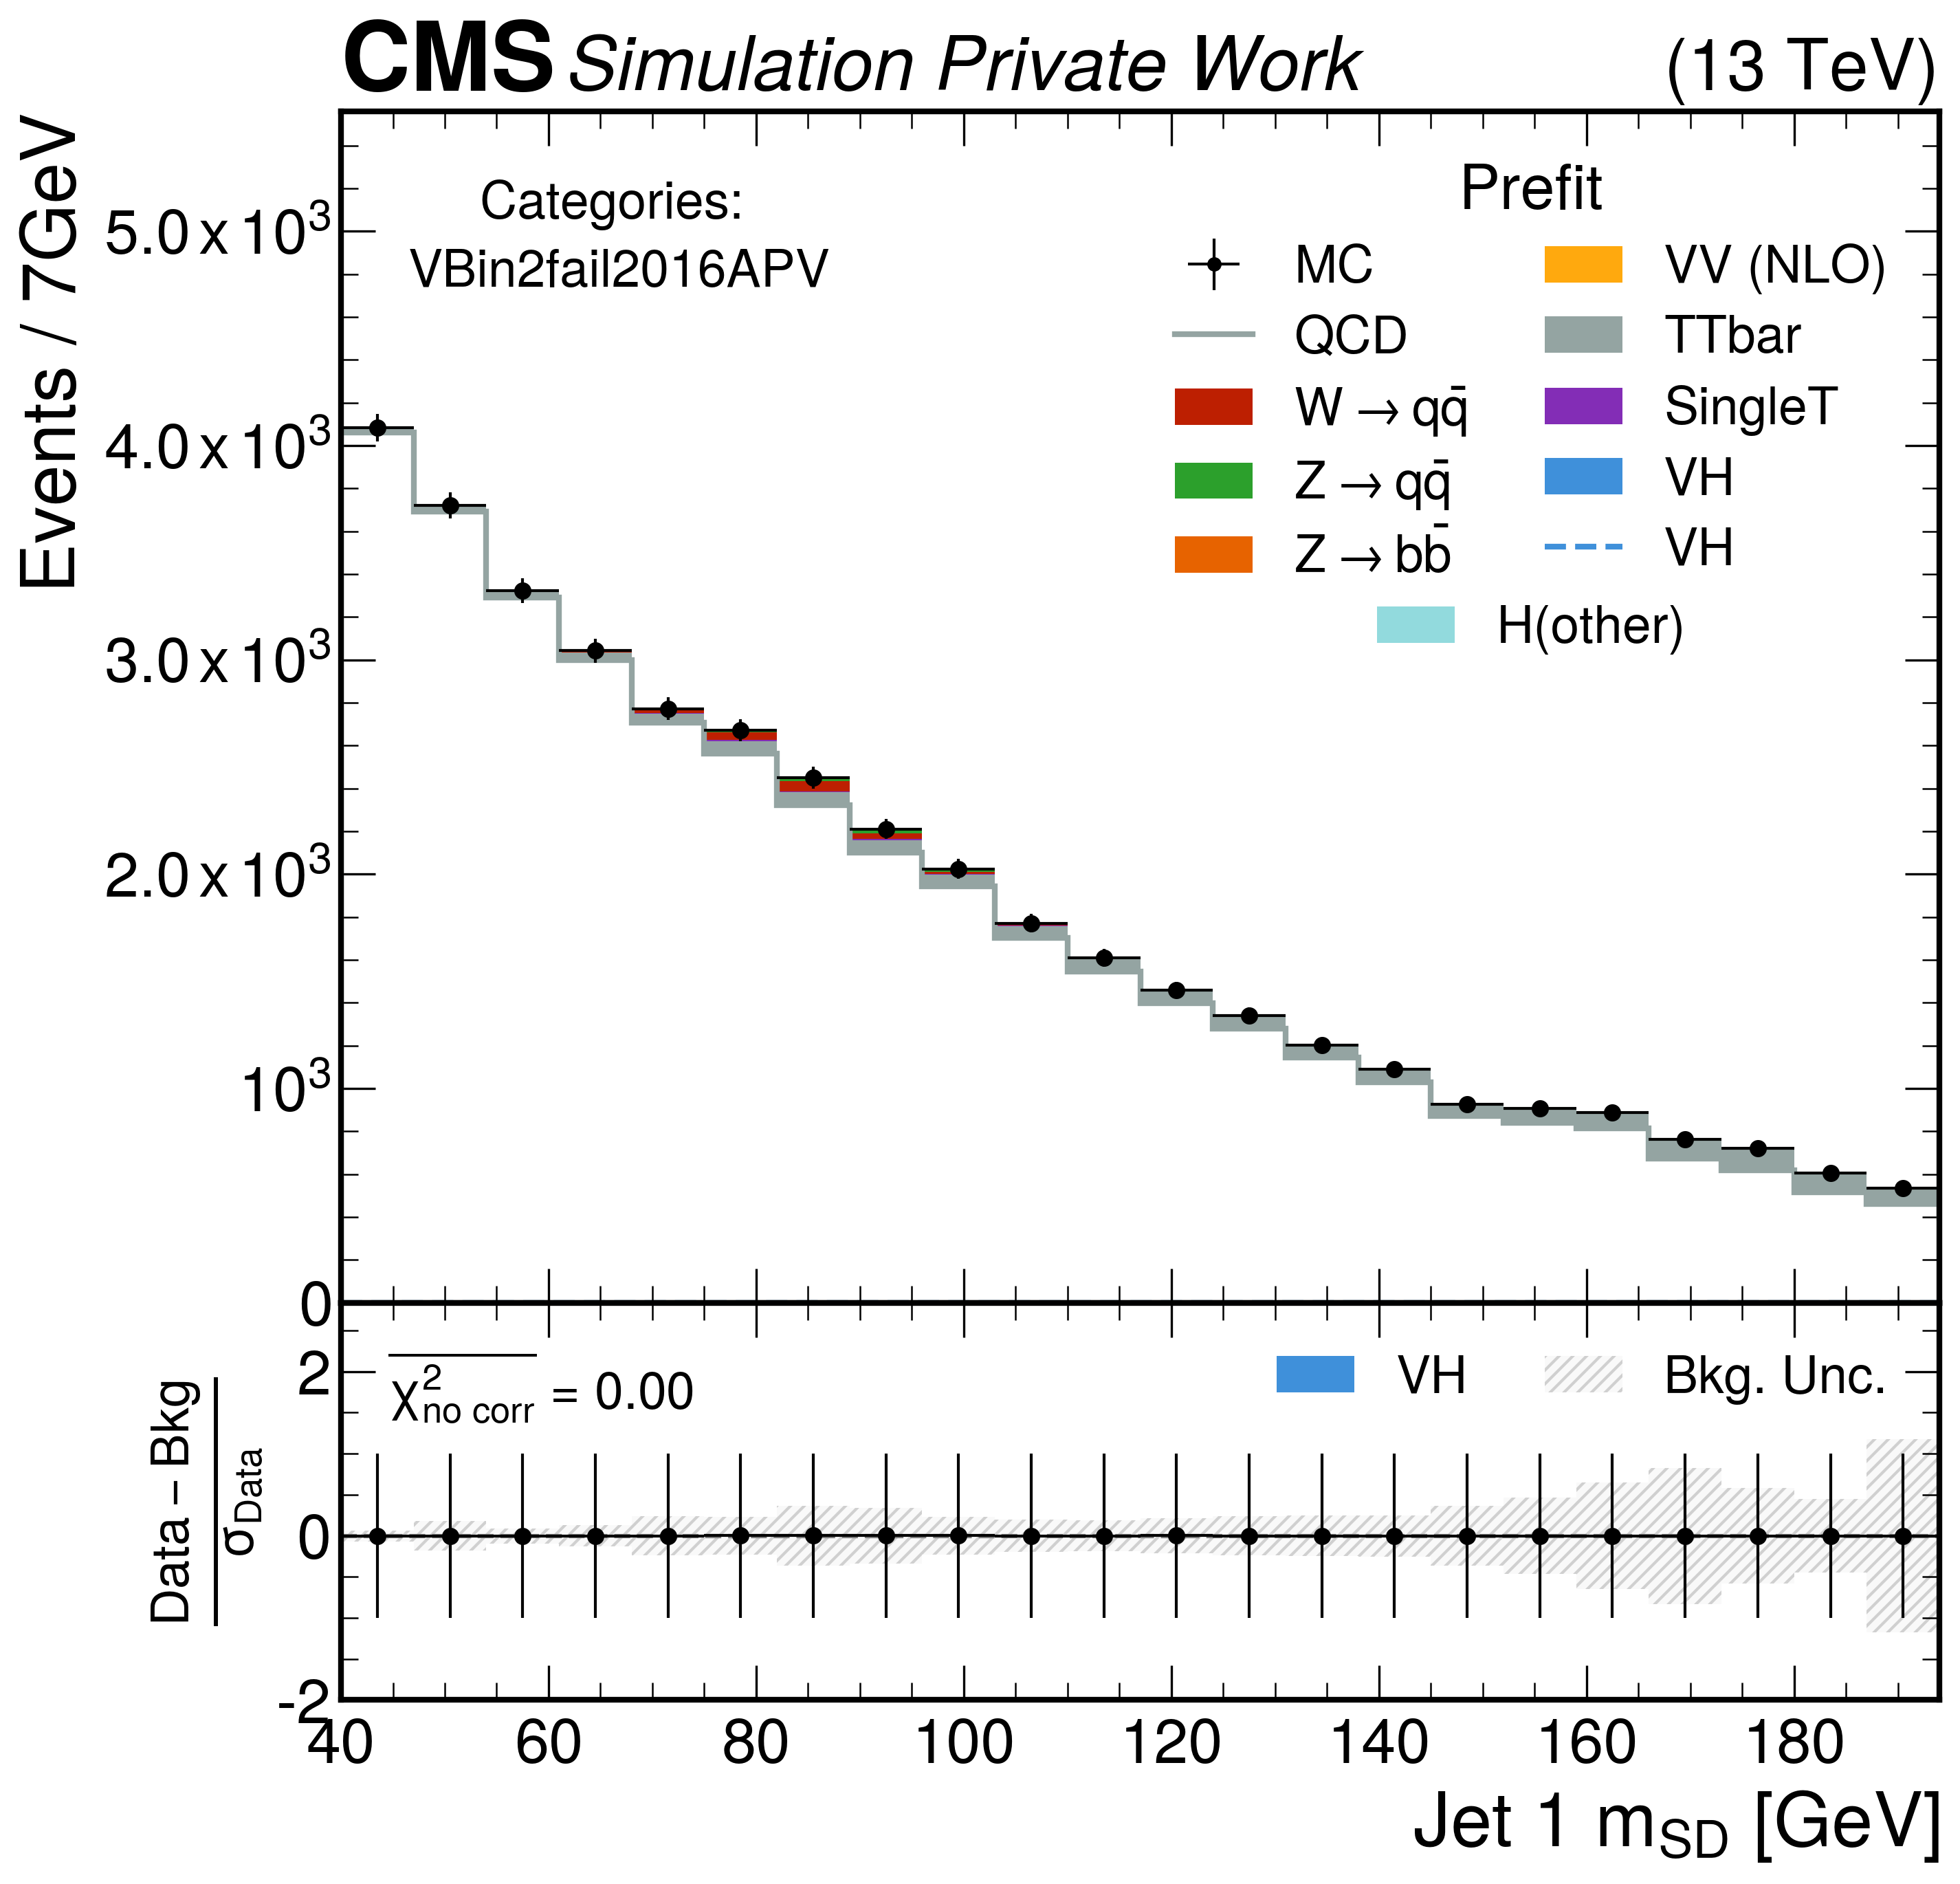 CMS Simulation Private Work (13 TeV)
Events / 7GeV
5.0 x 10³
4.0 x 10³
3.0 x 10³
2.0 x 10³
10³
0
Categories:
VBin2fail2016APV
Prefit
MC
QCD
W → qq̄
Z → qq̄
Z → bb̄
VV (NLO)
TTbar
SingleT
VH
VH
H(other)
Data – Bkg
σ_Data
2
0
-2
χ²_no corr = 0.00
VH
Bkg. Unc.
40 60 80 100 120 140 160 180
Jet 1 m_SD [GeV]